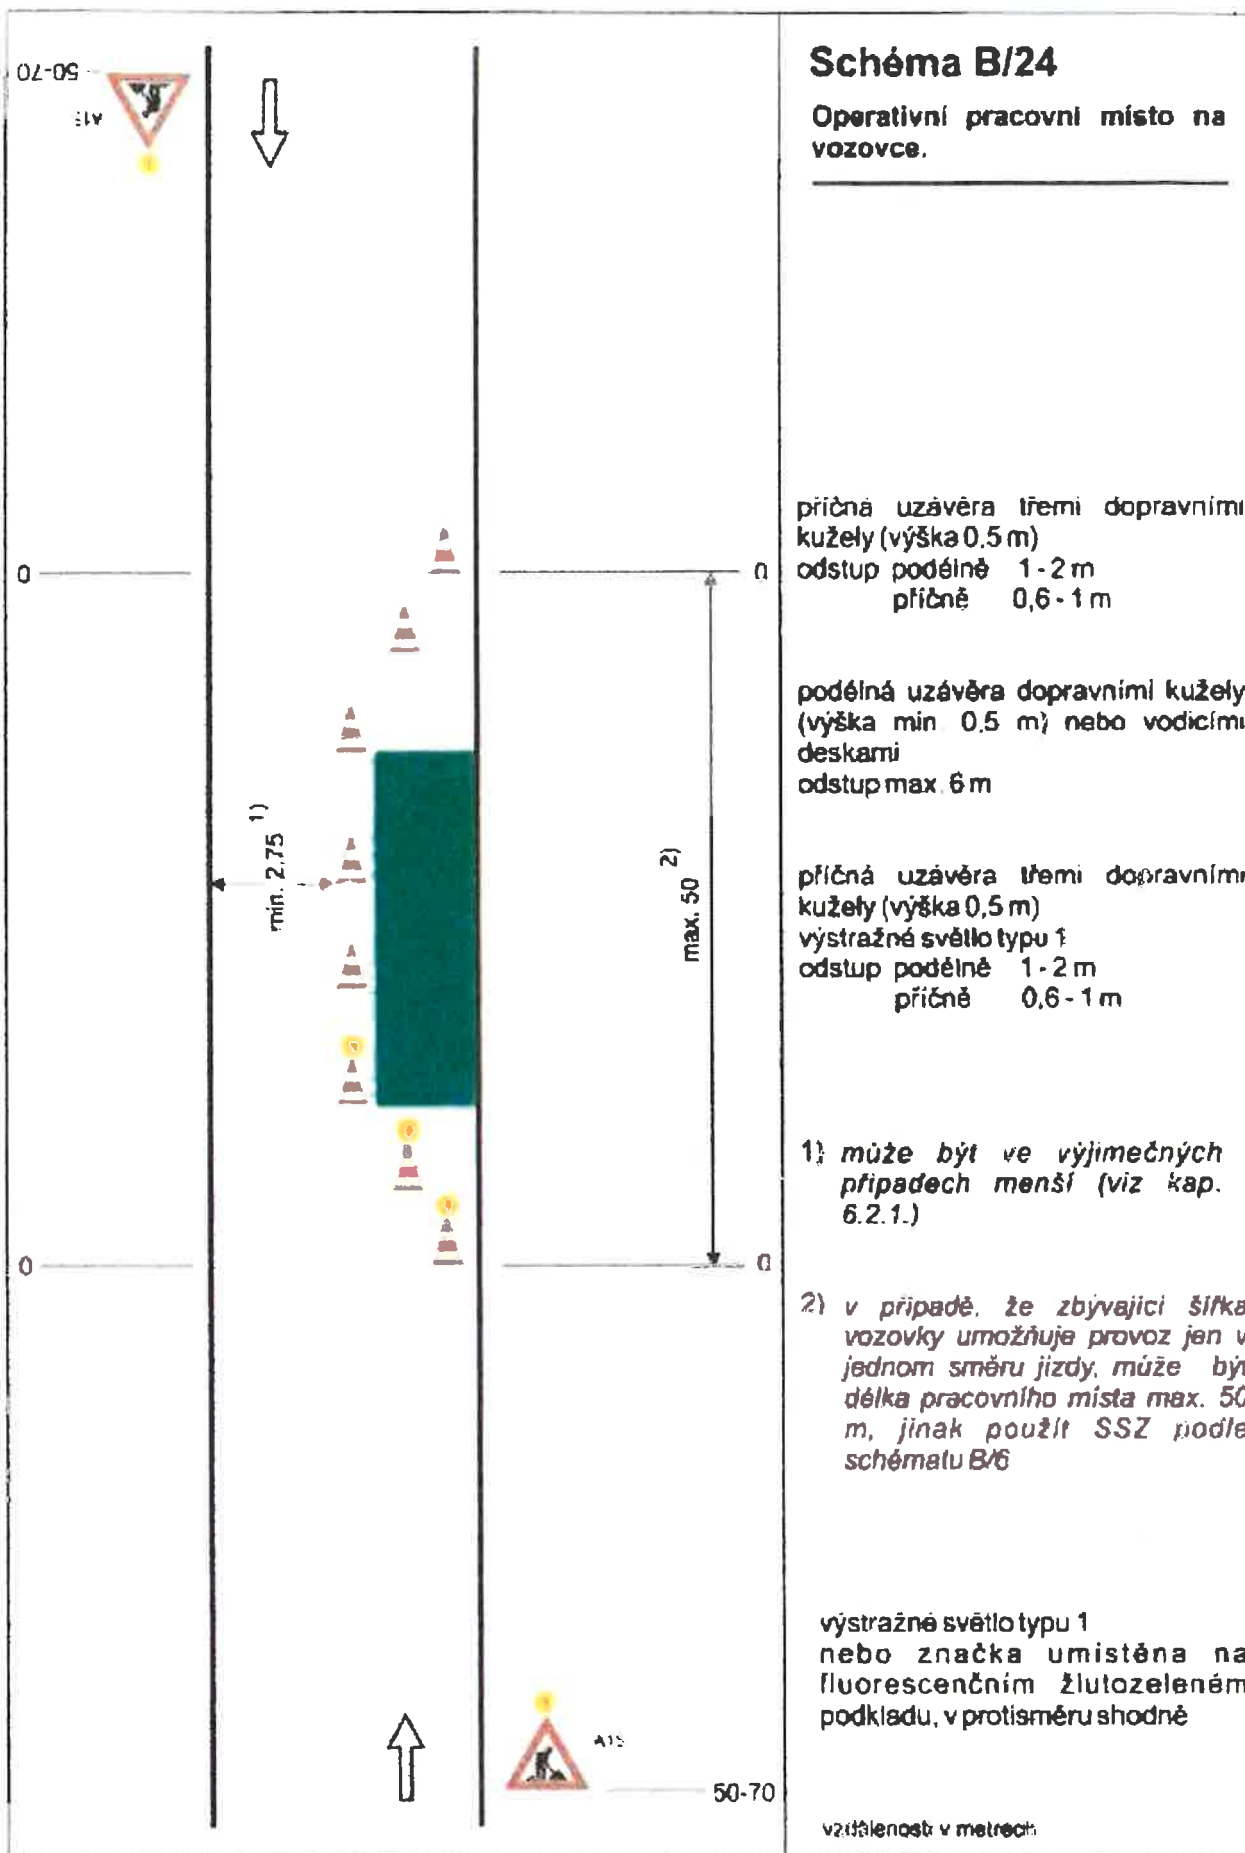 Schéma B/24
Operativní pracovní místo na
vozovce.
50-70
A15
0
0
příčná uzávěra třemi dopravními
kužely (výška 0,5 m)
odstup podélně 1 - 2 m
příčně 0,6 - 1 m
podélná uzávěra dopravními kužely
(výška min. 0,5 m) nebo vodicími
deskami
odstup max. 6 m
min. 2,75 1)
max. 50 2)
příčná uzávěra třemi dopravními
kužely (výška 0,5 m)
výstražné světlo typu 1
odstup podélně 1 - 2 m
příčně 0,6 - 1 m
1) může být ve výjimečných
případech menší (viz kap.
6.2.1.)
0
0
2) v případě, že zbývající šířka
vozovky umožňuje provoz jen v
jednom směru jízdy, může být
délka pracovního místa max. 50
m, jinak použít SSZ podle
schématu B/6
výstražné světlo typu 1
nebo značka umístěna na
fluorescenčním žlutozeleném
podkladu, v protisměru shodně
A15
50-70
vzdálenosti v metrech